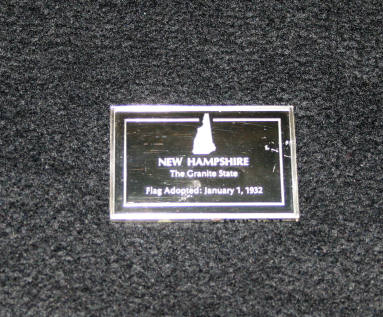 NEW HAMPSHIRE
The Granite State
Flag Adopted: January 1, 1932